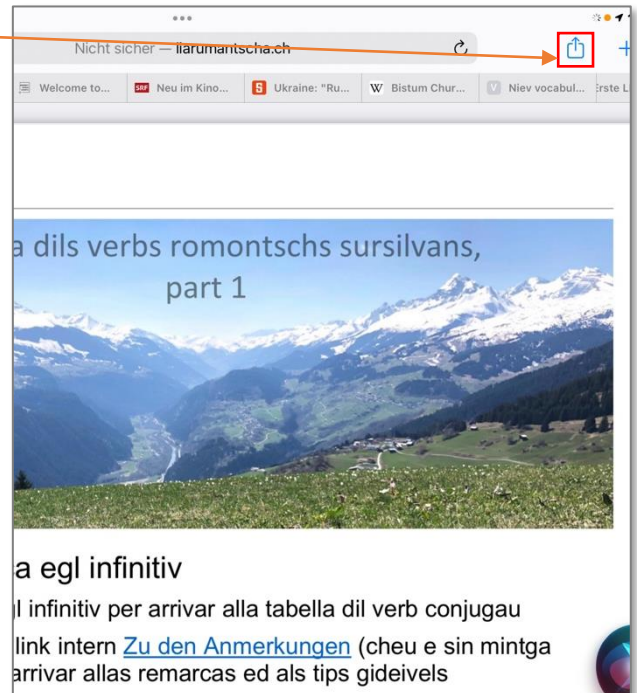 Nicht sicher — liarumantscha.ch
Welcome to... SRF Neu im Kino... S Ukraine: "Ru... W Bistum Chur... V Niev vocabul... Erste L
a dils verbs romontschs sursilvans,
part 1
a egl infinitiv
gl infinitiv per arrivar alla tabella dil verb conjugau
link intern Zu den Anmerkungen (cheu e sin mintga
arrivar allas remarcas ed als tips gideivels